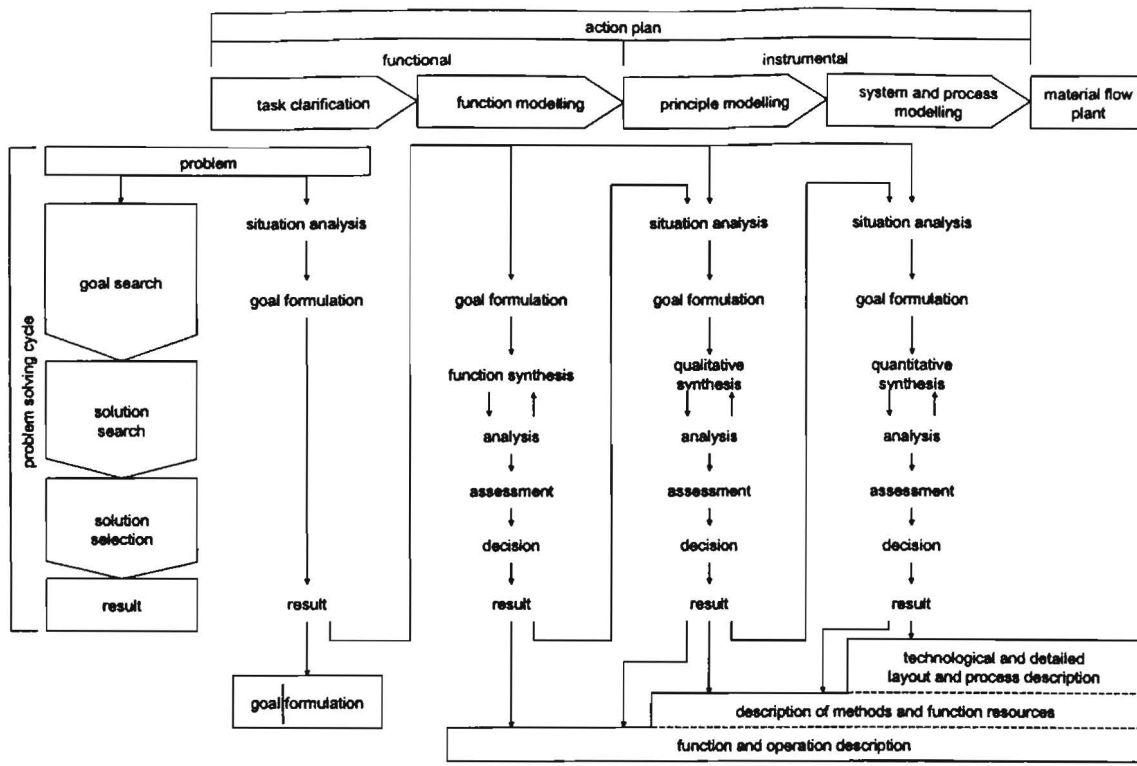 action plan
functional
instrumental
task clarification
function modelling
principle modelling
system and process
modelling
material flow
plant
problem solving cycle
problem
goal search
solution
search
solution
selection
result
situation analysis
goal formulation
result
goal formulation
goal formulation
function synthesis
analysis
assessment
decision
result
situation analysis
goal formulation
qualitative
synthesis
analysis
assessment
decision
result
situation analysis
goal formulation
quantitative
synthesis
analysis
assessment
decision
result
technological and detailed
layout and process description
description of methods and function resources
function and operation description